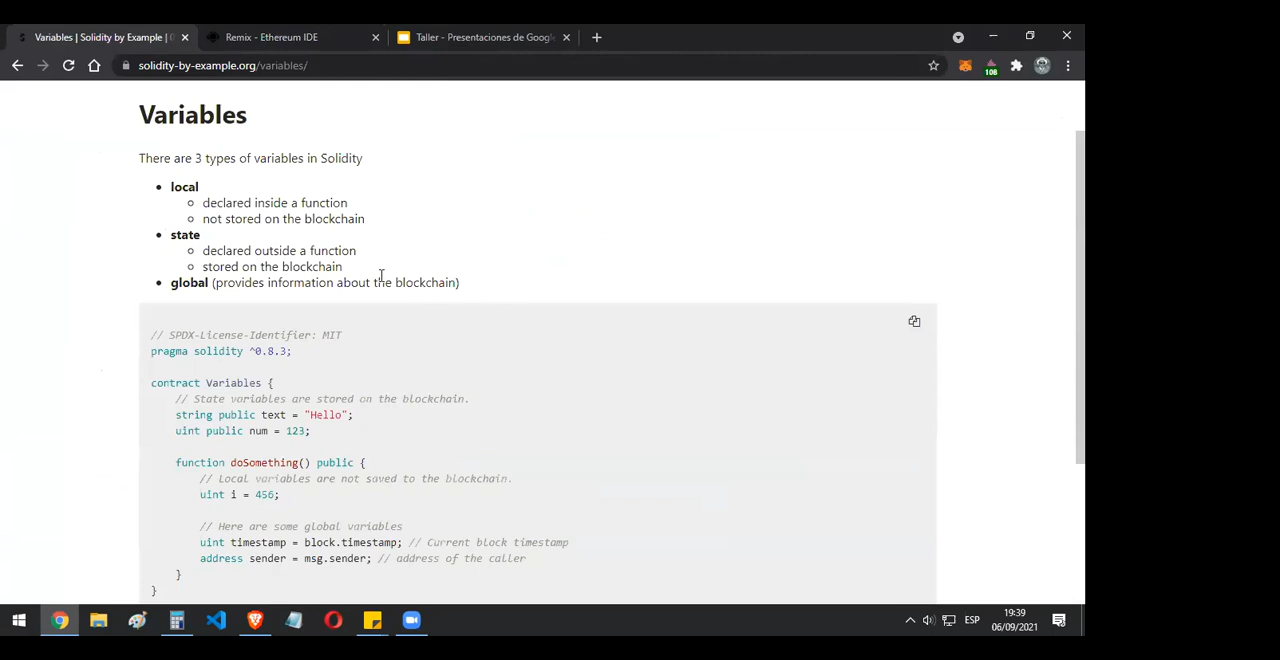 Variables | Solidity by Example |
Remix - Ethereum IDE
Taller - Presentaciones de Google
solidity-by-example.org/variables/
108
Variables
There are 3 types of variables in Solidity
local
declared inside a function
not stored on the blockchain
state
declared outside a function
stored on the blockchain
global (provides information about the blockchain)
// SPDX-License-Identifier: MIT
pragma solidity ^0.8.3;
contract Variables {
// State variables are stored on the blockchain.
string public text = "Hello";
uint public num = 123;
function doSomething() public {
// Local variables are not saved to the blockchain.
uint i = 456;
// Here are some global variables
uint timestamp = block.timestamp; // Current block timestamp
address sender = msg.sender; // address of the caller
}
}
ESP
19:39
06/09/2021